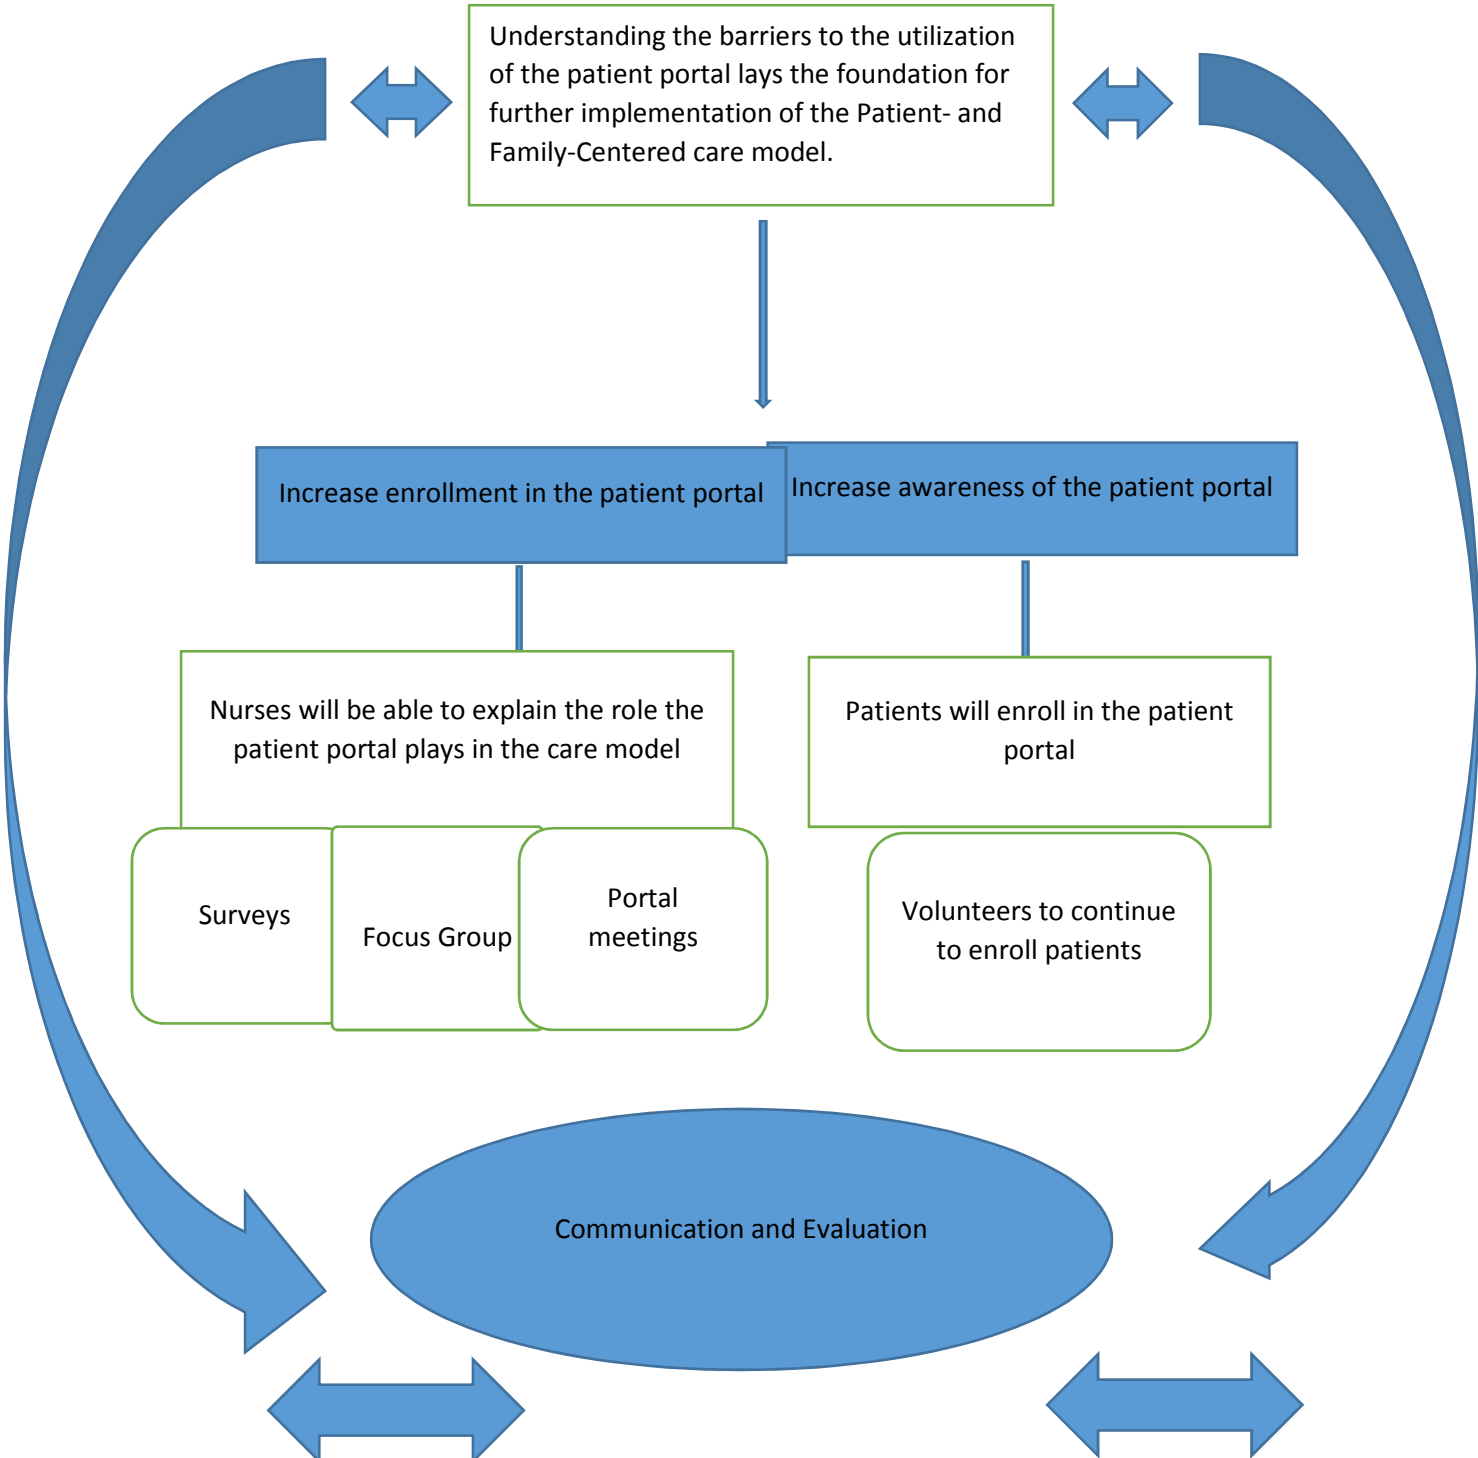 Understanding the barriers to the utilization
of the patient portal lays the foundation for
further implementation of the Patient- and
Family-Centered care model.
Increase enrollment in the patient portal
Increase awareness of the patient portal
Nurses will be able to explain the role the
patient portal plays in the care model
Patients will enroll in the patient
portal
Surveys
Focus Group
Portal
meetings
Volunteers to continue
to enroll patients
Communication and Evaluation